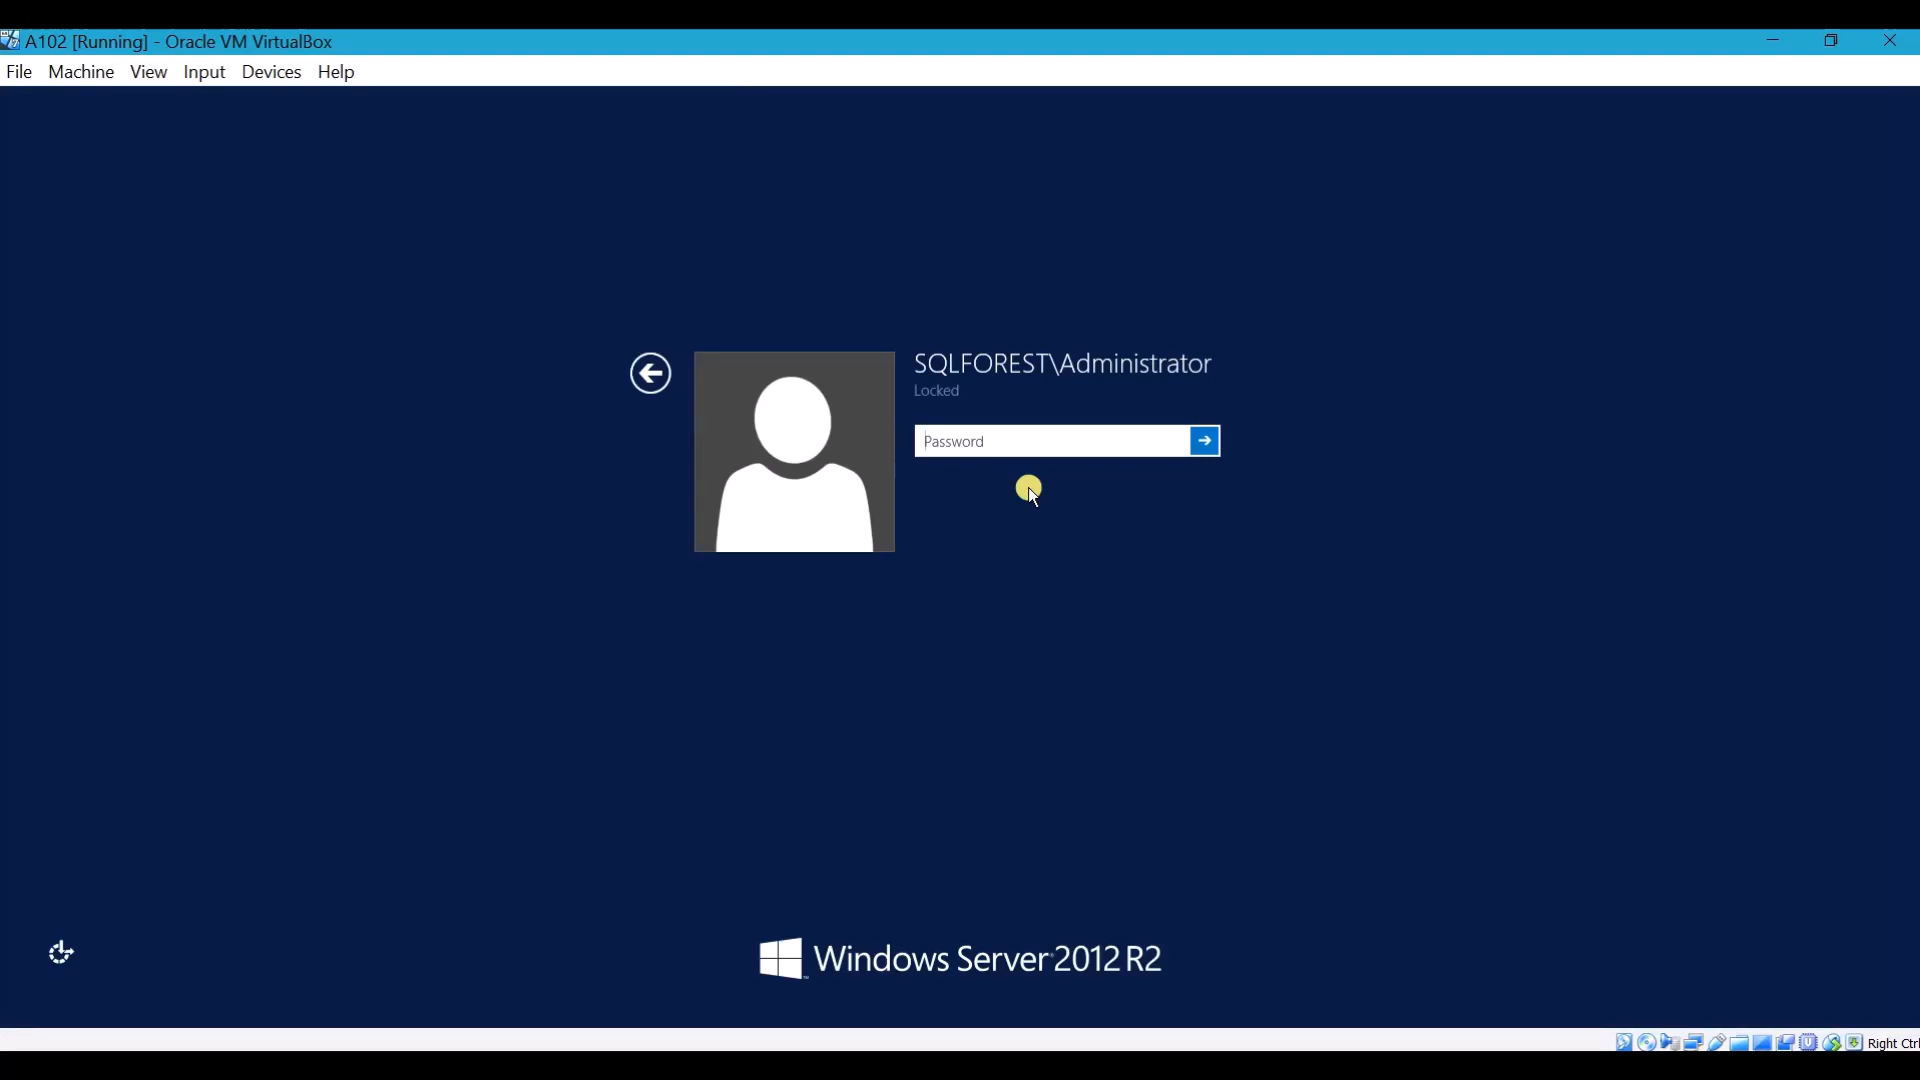 A102 [Running] - Oracle VM VirtualBox
File Machine View Input Devices Help
SQLFOREST\Administrator
Locked
Password
Windows Server 2012 R2
Right Ctrl